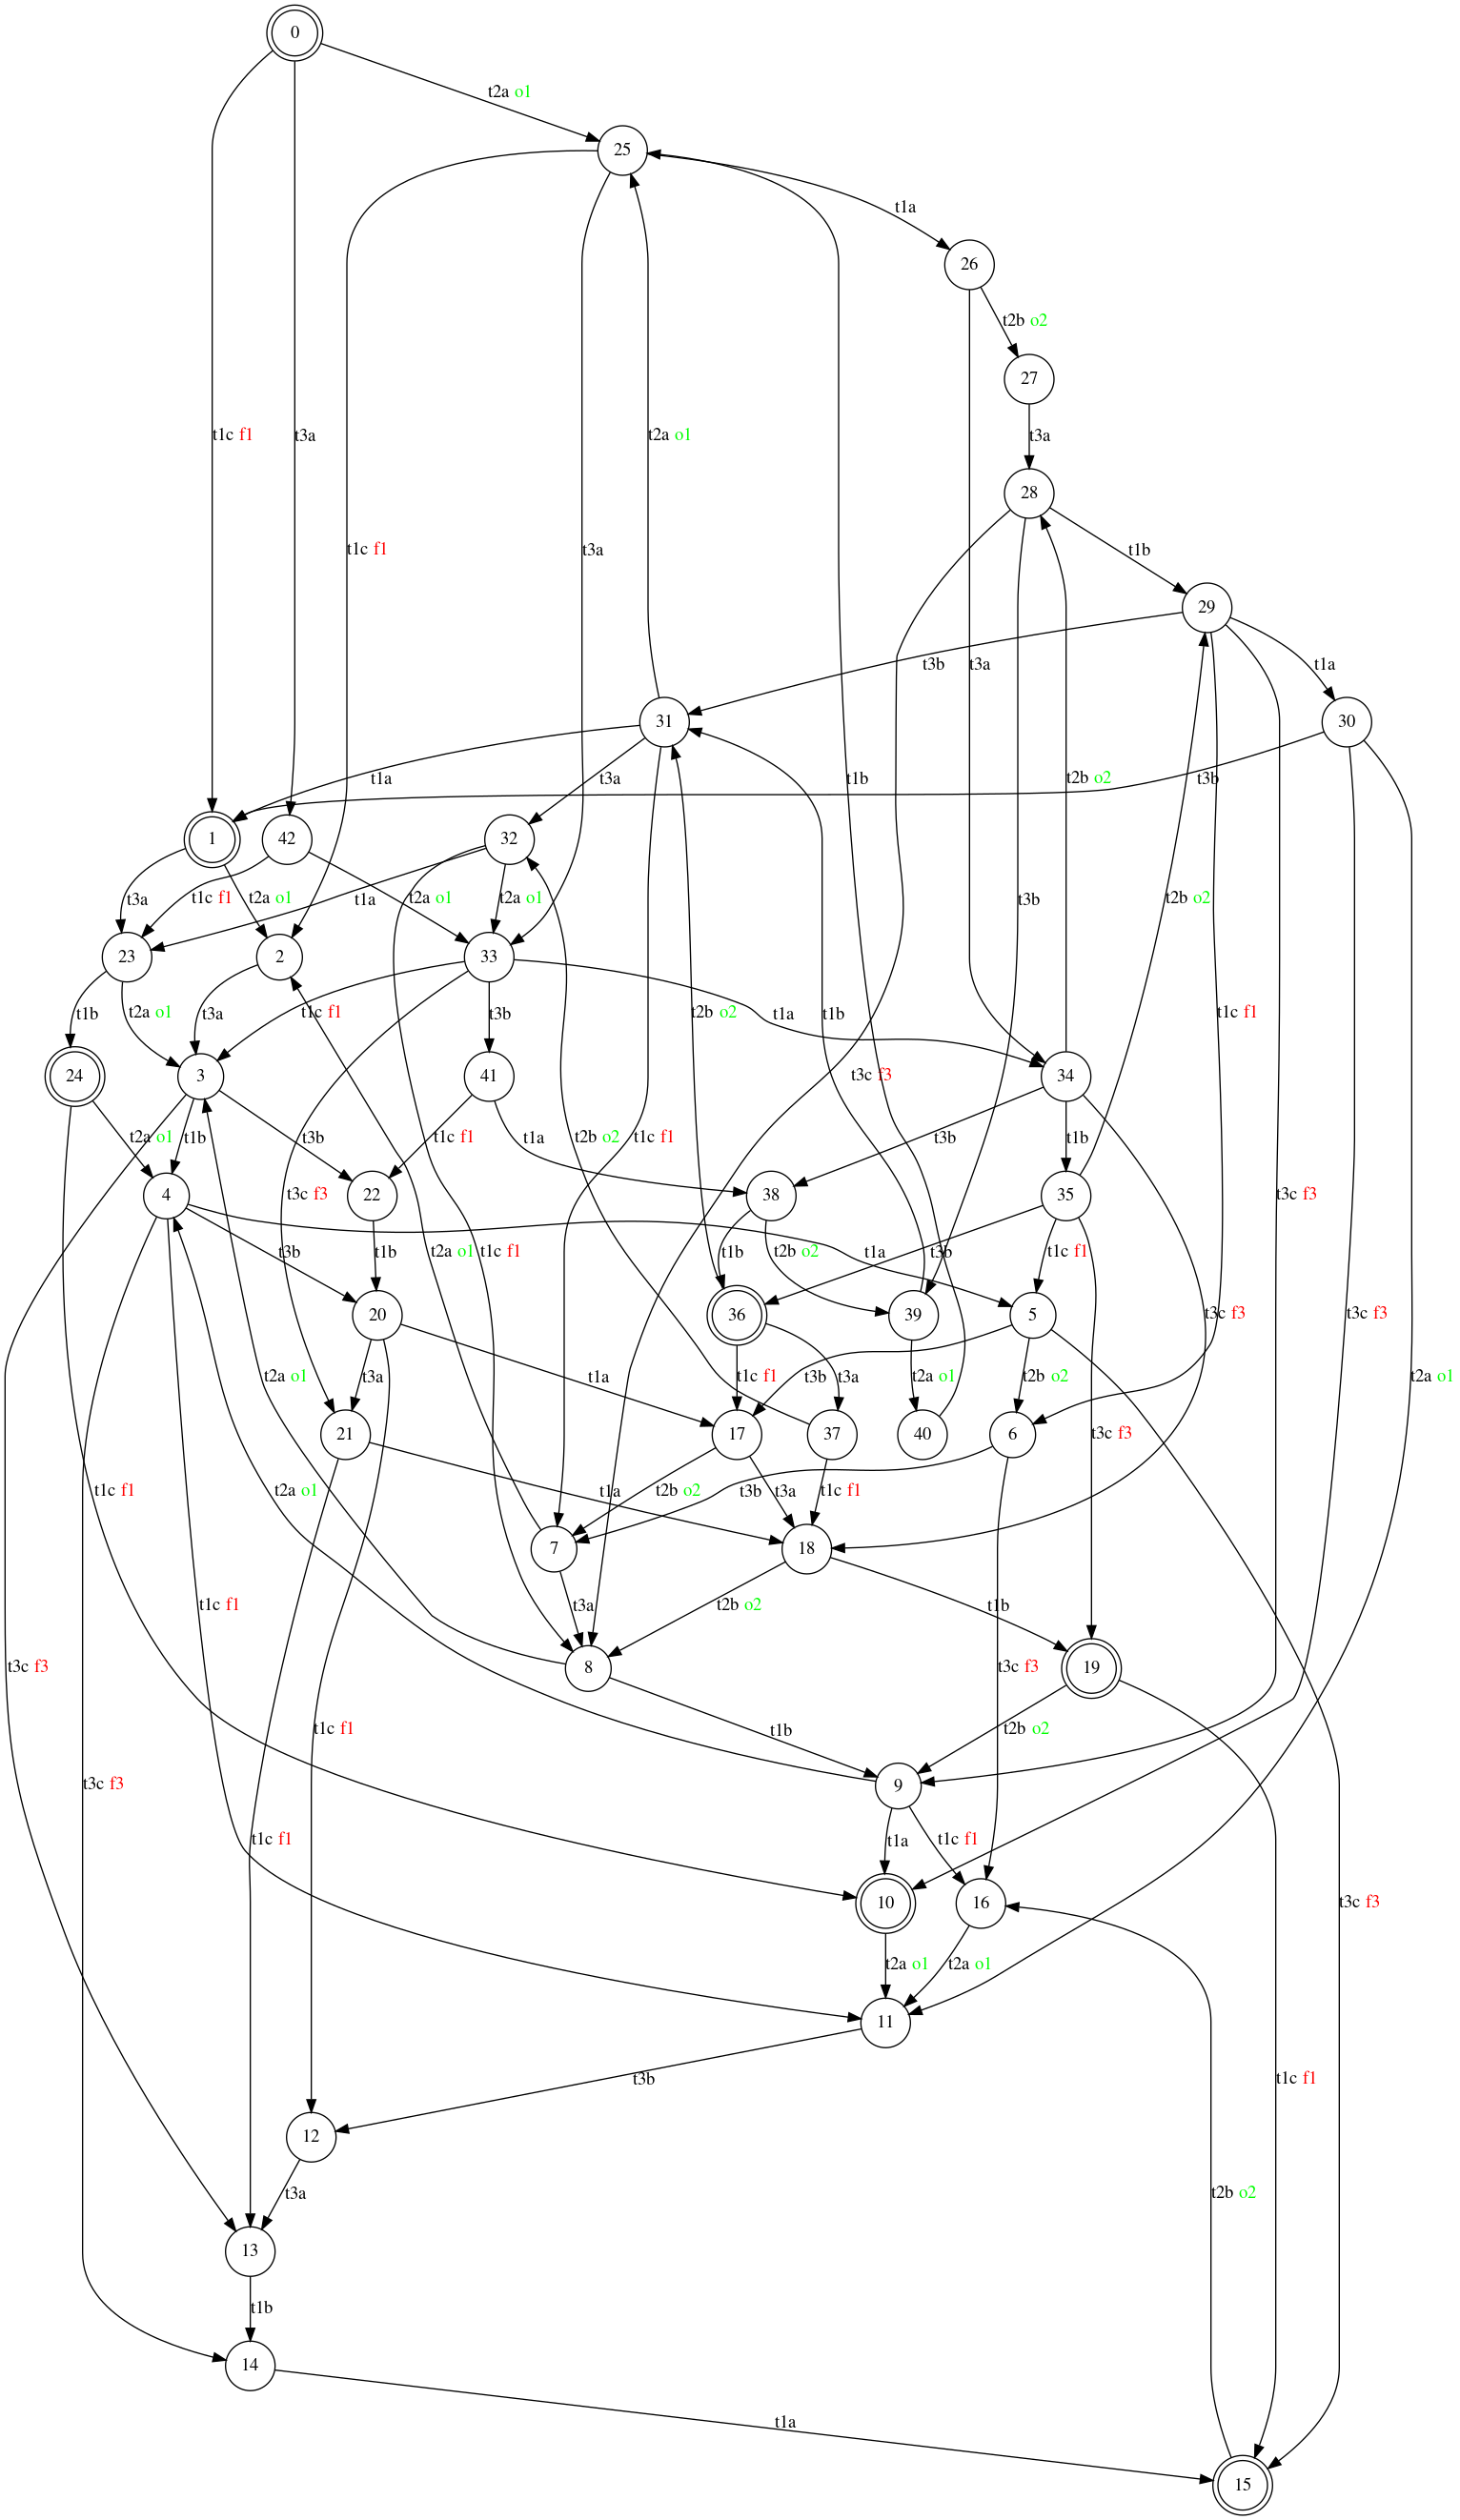 0
t2a o1
25
t1a
26
t2b o2
27
t1c f1
t3a
t2a o1
t3a
28
t1c f1
t3a
t1b
29
t3b
t3a
t1a
31
30
t1a
t3a
t1b
t2b o2
t3b
1
42
32
t3a
t2a o1
t1c f1
t1a
t2a o1
t2a o1
t3b
t2b o2
23
2
33
t1b
t2a o1
t3a
t1c f1
t3b
t1a
t2b o2
t1b
t1c f1
24
3
41
t3c f3
34
t2a o1
t1b
t3b
t1c f1
t1a
t1c f1
t2b o2
t3b
t1b
4
22
t3c f3
38
35
t3c f3
t3b
t1b
t2a o1
t1c f1
t1a
t1b
t2b o2
t3b
t1c f1
20
36
39
5
t3c f3
t3c f3
t2a o1
t3a
t1a
t1c f1
t3a
t2a o1
t3b
t2b o2
t2a o1
21
17
37
40
6
t3c f3
t1c f1
t2a o1
t1a
t2b o2
t3a
t1c f1
t3b
7
18
t1c f1
t3a
t2b o2
t1b
t3c f3
8
19
t3c f3
t1c f1
t1b
t2b o2
t3c f3
9
t1c f1
t1a
t1c f1
10
16
t3c f3
t2a o1
t2a o1
11
t3b
t1c f1
12
t3a
t2b o2
13
t1b
14
t1a
15